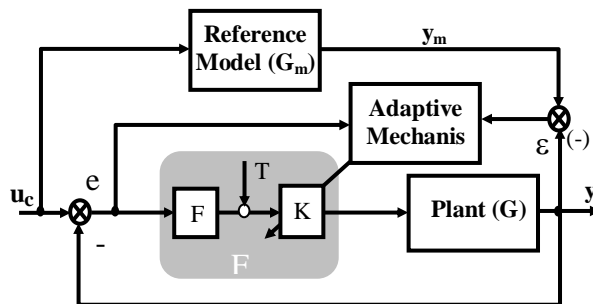 Reference
Model (Gm)
ym
Adaptive
Mechanis
ε
(-)
uc
e
T
F
K
Plant (G)
y
-
F